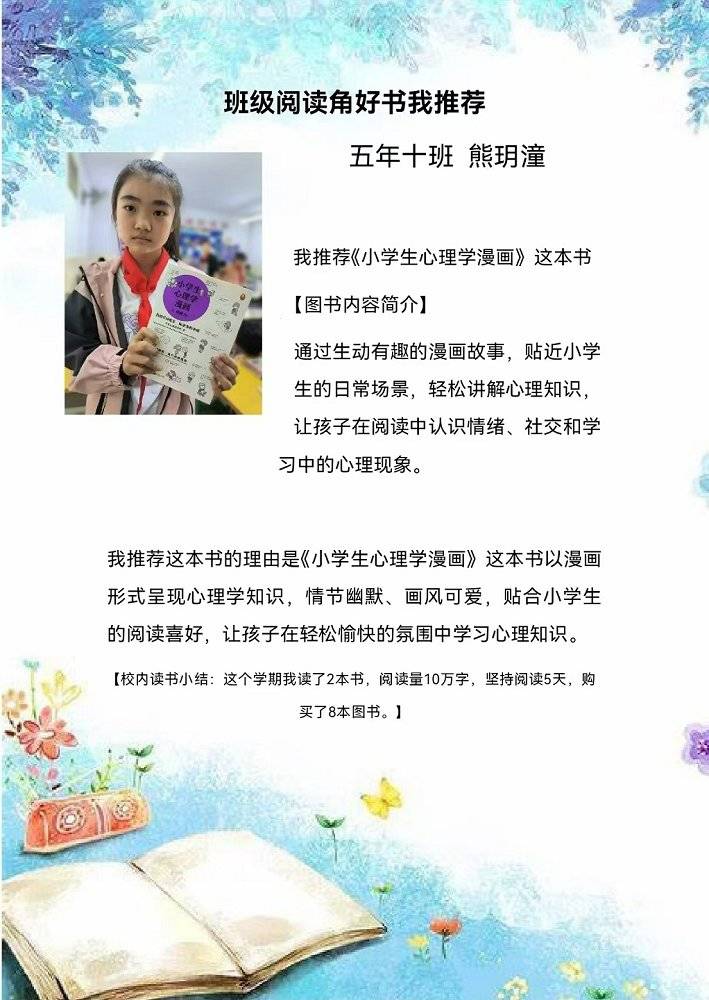 班级阅读角好书我推荐
五年十班 熊玥潼
小学生
心理学
漫画
我推荐《小学生心理学漫画》这本书
【图书内容简介】
通过生动有趣的漫画故事，贴近小学
生的日常场景，轻松讲解心理知识，
让孩子在阅读中认识情绪、社交和学
习中的心理现象。
我推荐这本书的理由是《小学生心理学漫画》这本书以漫画
形式呈现心理学知识，情节幽默、画风可爱，贴合小学生
的阅读喜好，让孩子在轻松愉快的氛围中学习心理知识。
【校内读书小结：这个学期我读了2本书，阅读量10万字，坚持阅读5天，购
买了8本图书。】